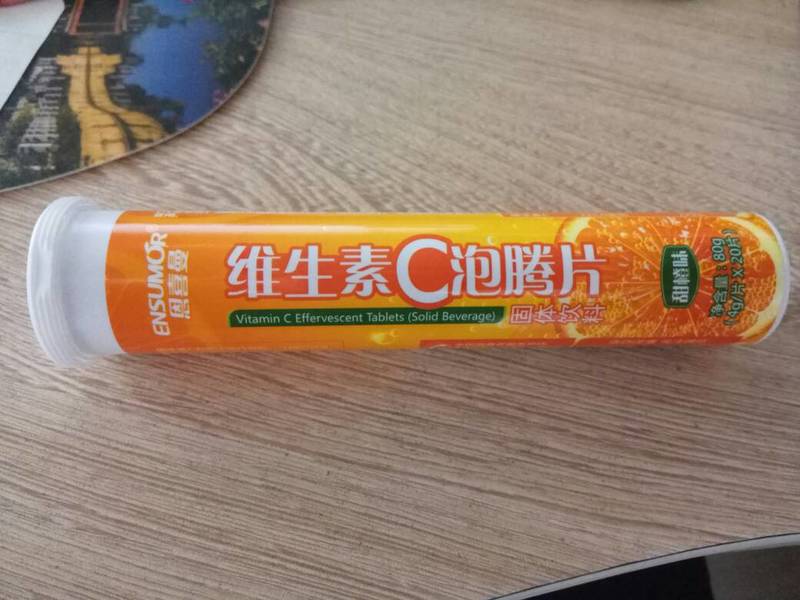 ENSUMOR®
恩喜曼
维生素C泡腾片
Vitamin C Effervescent Tablets (Solid Beverage)
固体饮料
甜橙味
净含量:80g
(4g/片 X 20片)